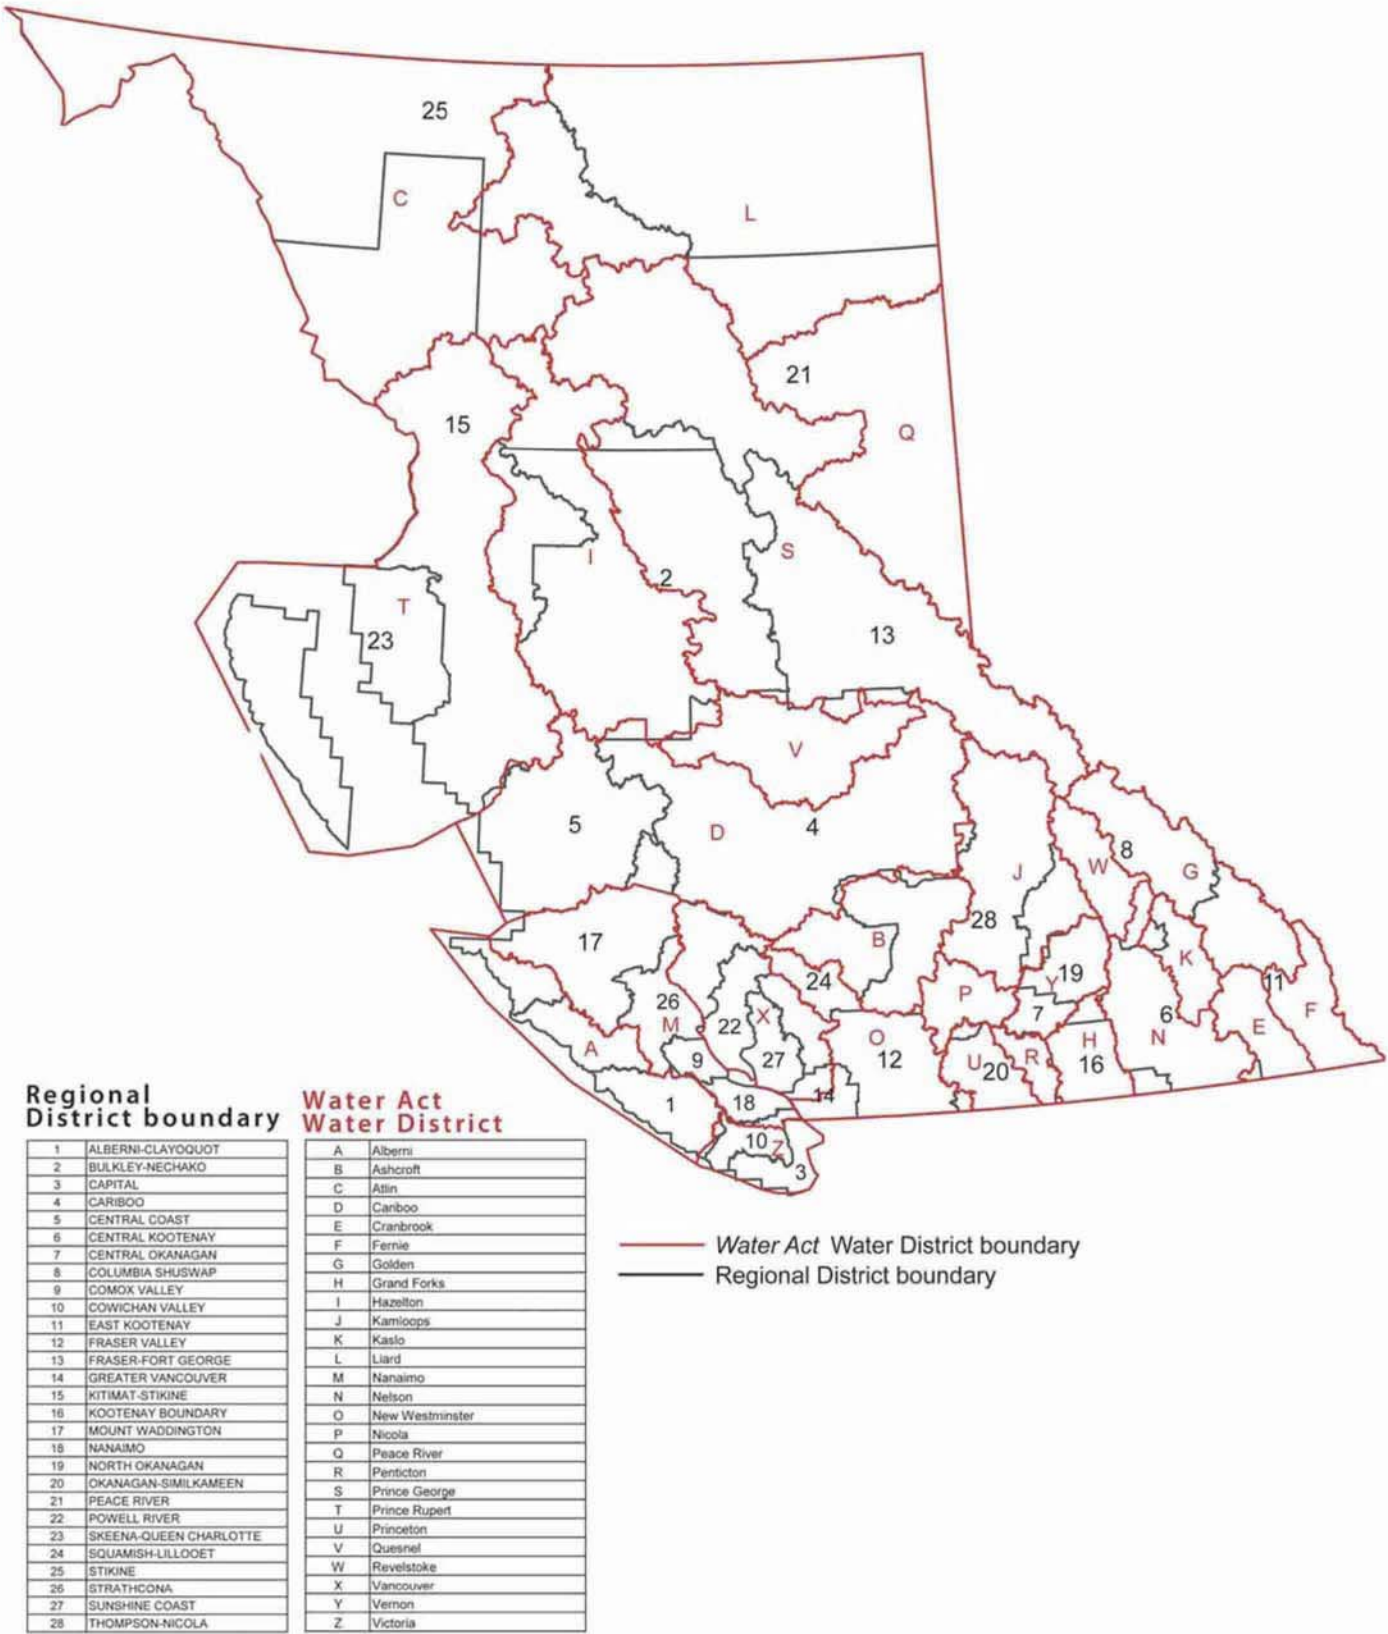 25
C
L
21
15
Q
I
2
S
T
23
13
V
5
D
4
8
W
G
J
28
17
B
K
24
19
Y
P
11
26
M
22
X
7
6
N
F
E
A
9
27
O
12
U
20
R
H
16
1
18
14
10
Z
3
Regional
District boundary
1 ALBERNI-CLAYOQUOT
2 BULKLEY-NECHAKO
3 CAPITAL
4 CARIBOO
5 CENTRAL COAST
6 CENTRAL KOOTENAY
7 CENTRAL OKANAGAN
8 COLUMBIA SHUSWAP
9 COMOX VALLEY
10 COWICHAN VALLEY
11 EAST KOOTENAY
12 FRASER VALLEY
13 FRASER-FORT GEORGE
14 GREATER VANCOUVER
15 KITIMAT-STIKINE
16 KOOTENAY BOUNDARY
17 MOUNT WADDINGTON
18 NANAIMO
19 NORTH OKANAGAN
20 OKANAGAN-SIMILKAMEEN
21 PEACE RIVER
22 POWELL RIVER
23 SKEENA-QUEEN CHARLOTTE
24 SQUAMISH-LILLOOET
25 STIKINE
26 STRATHCONA
27 SUNSHINE COAST
28 THOMPSON-NICOLA
Water Act
Water District
A Alberni
B Ashcroft
C Atlin
D Cariboo
E Cranbrook
F Fernie
G Golden
H Grand Forks
I Hazelton
J Kamloops
K Kaslo
L Liard
M Nanaimo
N Nelson
O New Westminster
P Nicola
Q Peace River
R Penticton
S Prince George
T Prince Rupert
U Princeton
V Quesnel
W Revelstoke
X Vancouver
Y Vernon
Z Victoria
Water Act Water District boundary
Regional District boundary